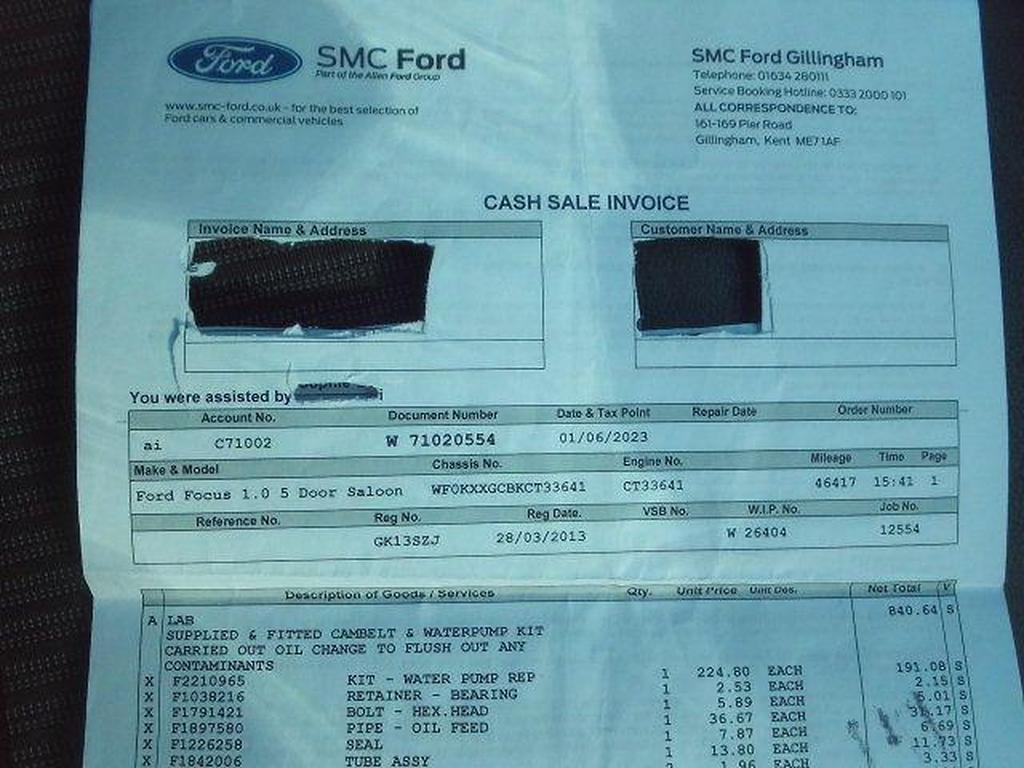 Ford
SMC Ford
Part of the Allen Ford Group
www.smc-ford.co.uk - for the best selection of
Ford cars & commercial vehicles
SMC Ford Gillingham
Telephone: 01634 280111
Service Booking Hotline: 0333 2000 101
ALL CORRESPONDENCE TO:
161-169 Pier Road
Gillingham, Kent ME7 1AF
CASH SALE INVOICE
Invoice Name & Address
Customer Name & Address
You were assisted by
Account No. Document Number Date & Tax Point Repair Date Order Number
ai C71002 W 71020554 01/06/2023
Make & Model Chassis No. Engine No. Mileage Time Page
Ford Focus 1.0 5 Door Saloon WF0KXXGCBKCT33641 CT33641 46417 15:41 1
Reference No. Reg No. Reg Date. VSB No. W.I.P. No. Job No.
GK13SZJ 28/03/2013 W 26404 12554
Description of Goods / Services Qty. Unit Price Unit Des. Net Total V
A LAB 840.64 S
SUPPLIED & FITTED CAMBELT & WATERPUMP KIT
CARRIED OUT OIL CHANGE TO FLUSH OUT ANY
CONTAMINANTS
X F2210965 KIT - WATER PUMP REP 1 224.80 EACH 191.08 S
X F1038216 RETAINER - BEARING 1 2.53 EACH 2.15 S
X F1791421 BOLT - HEX.HEAD 1 5.89 EACH 5.01 S
X F1897580 PIPE - OIL FEED 1 36.67 EACH 31.17 S
X F1226258 SEAL 1 7.87 EACH 6.69 S
X F1842006 TUBE ASSY 1 13.80 EACH 11.73 S
1.96 EACH 3.33 S